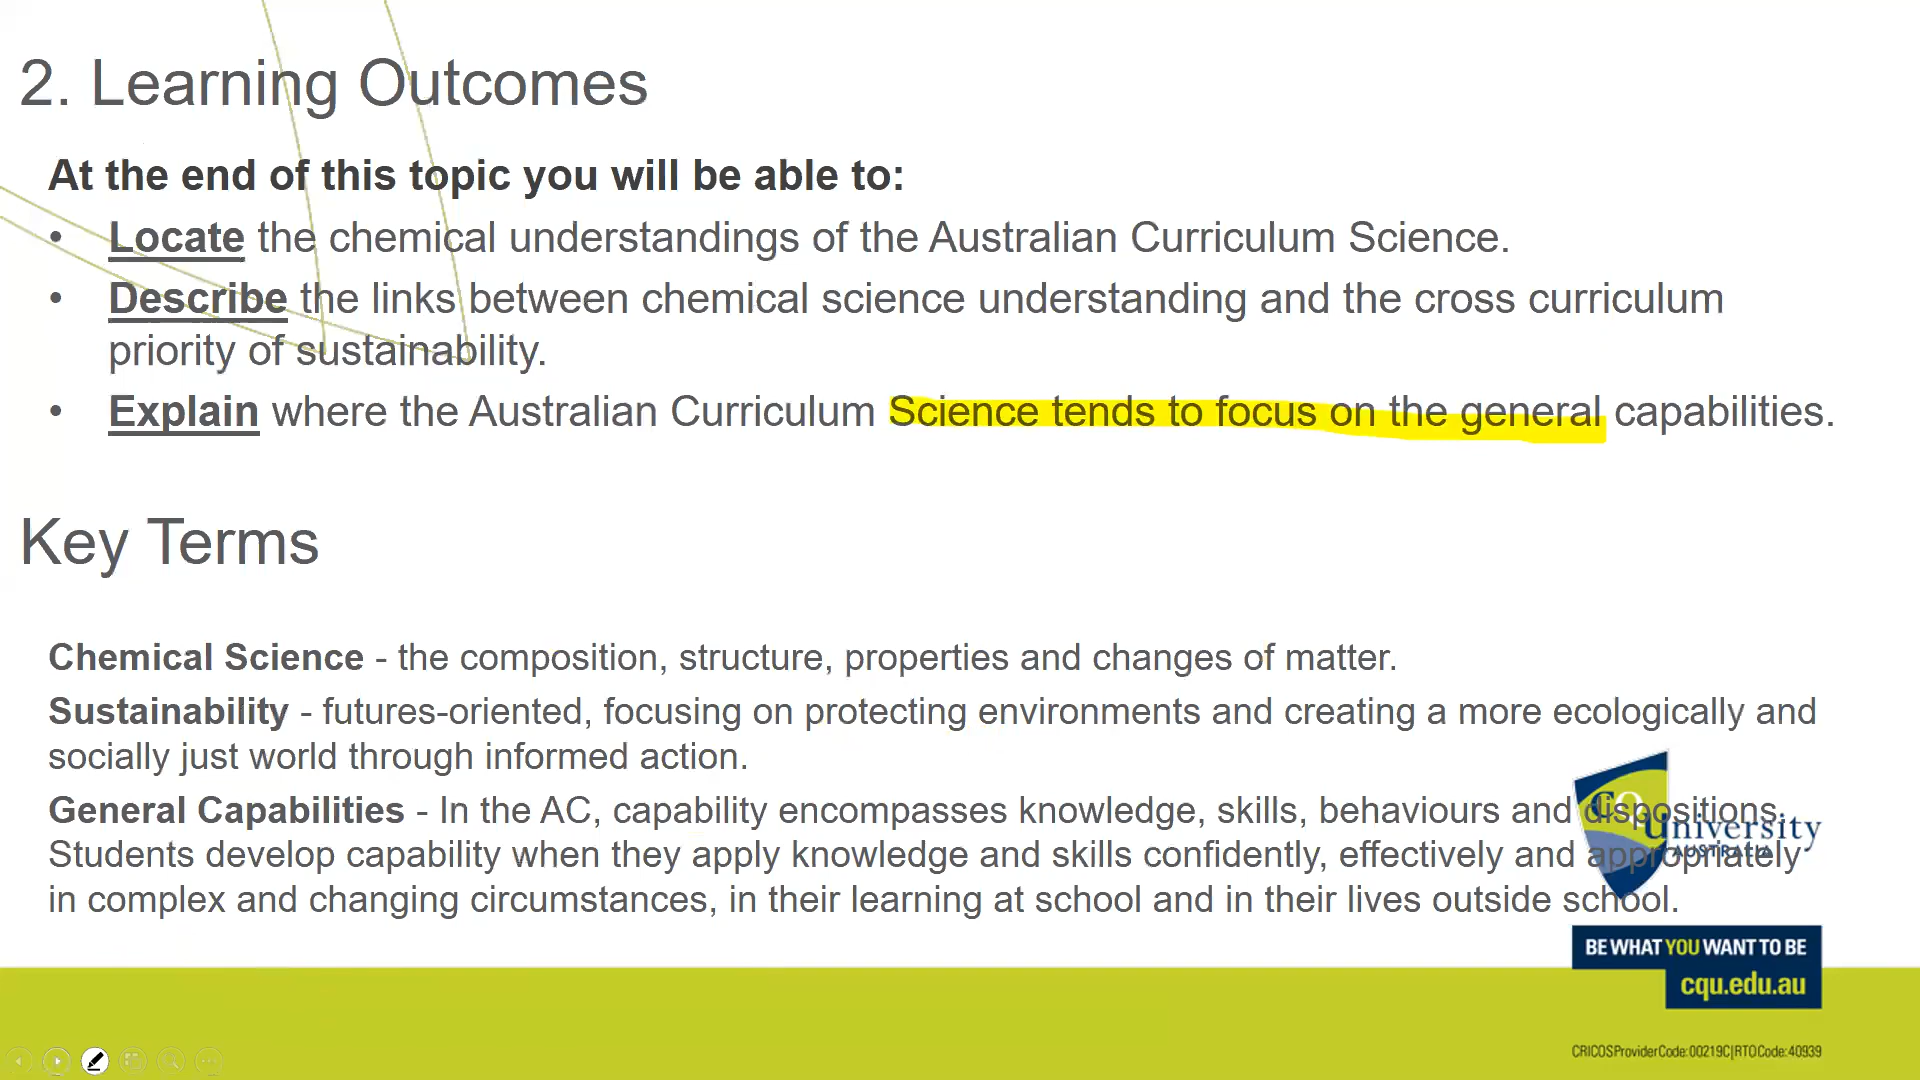 2. Learning Outcomes
At the end of this topic you will be able to:
• Locate the chemical understandings of the Australian Curriculum Science.
• Describe the links between chemical science understanding and the cross curriculum
priority of sustainability.
• Explain where the Australian Curriculum Science tends to focus on the general capabilities.
Key Terms
Chemical Science - the composition, structure, properties and changes of matter.
Sustainability - futures-oriented, focusing on protecting environments and creating a more ecologically and
socially just world through informed action.
General Capabilities - In the AC, capability encompasses knowledge, skills, behaviours and dispositions.
Students develop capability when they apply knowledge and skills confidently, effectively and appropriately
in complex and changing circumstances, in their learning at school and in their lives outside school.
CQUniversity
AUSTRALIA
BE WHAT YOU WANT TO BE
cqu.edu.au
CRICOS Provider Code: 00219C | RTO Code: 40939